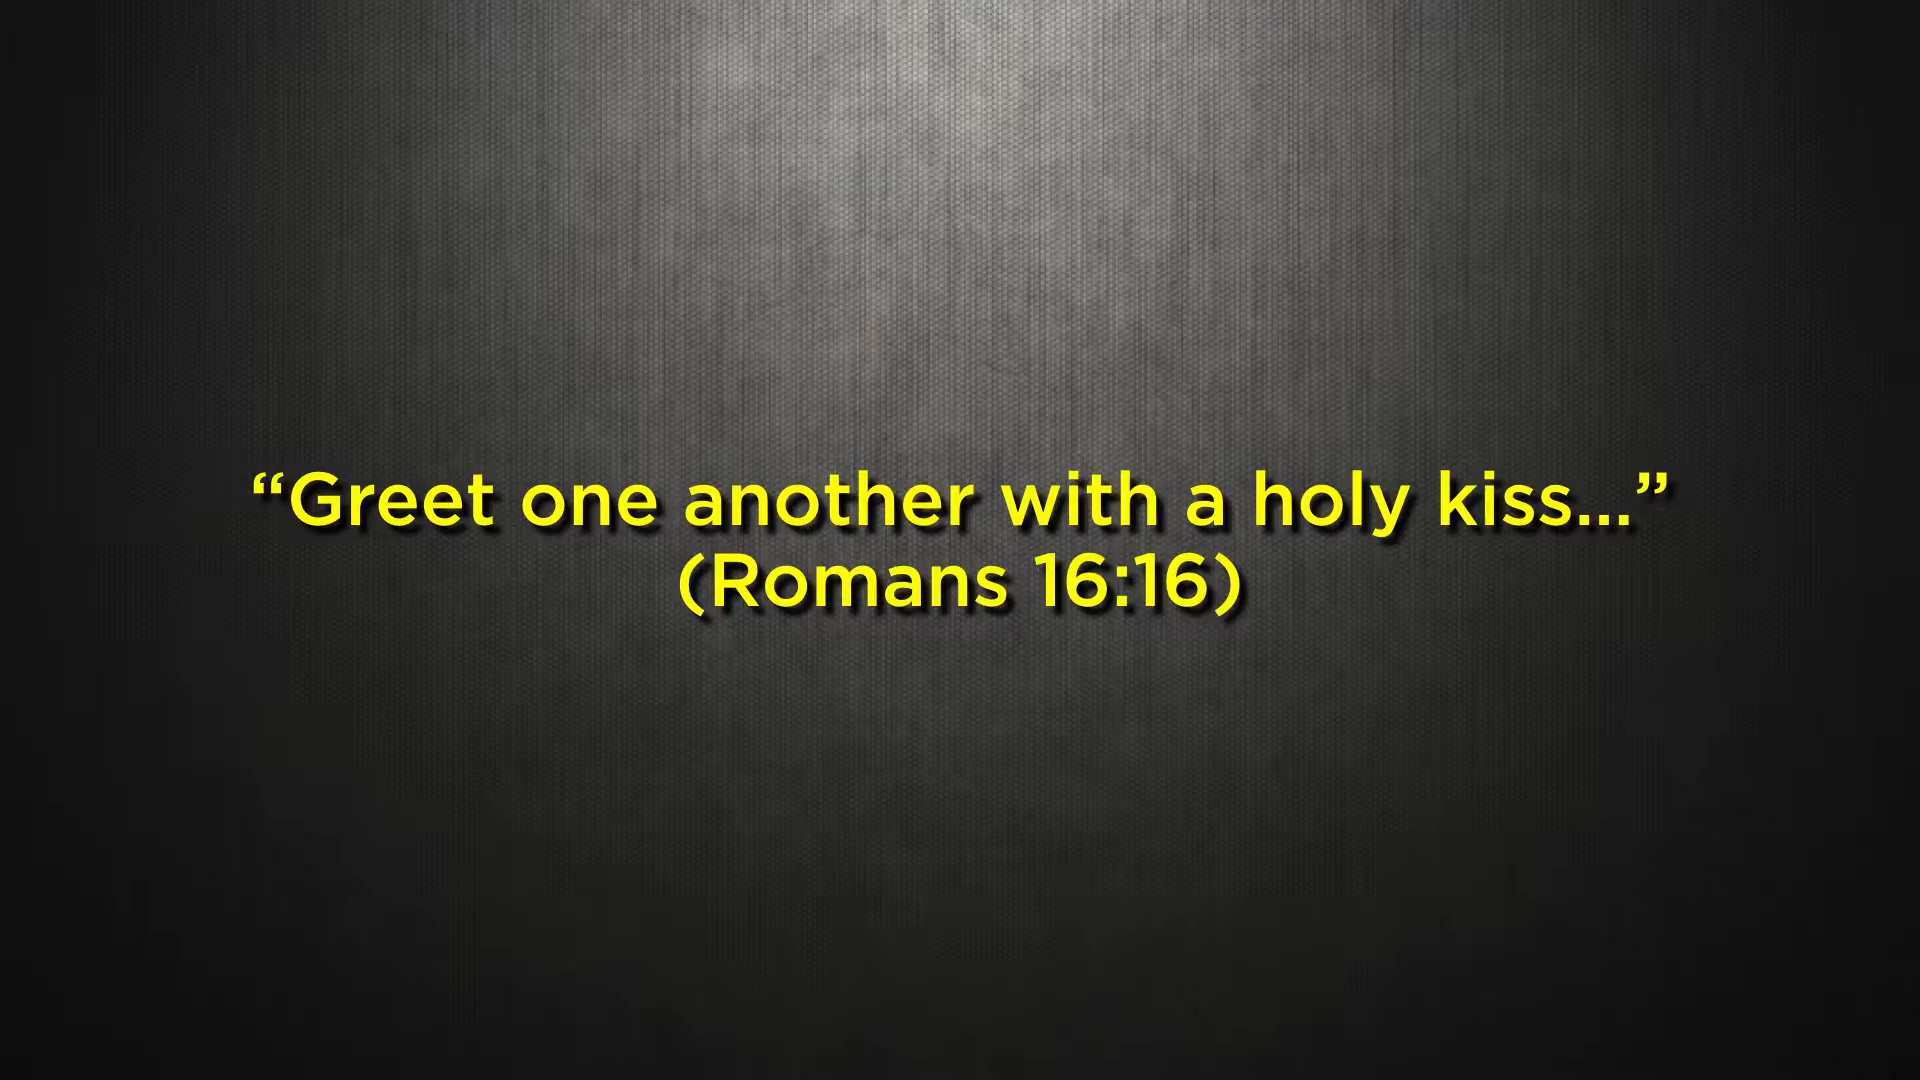 “Greet one another with a holy kiss...”
(Romans 16:16)